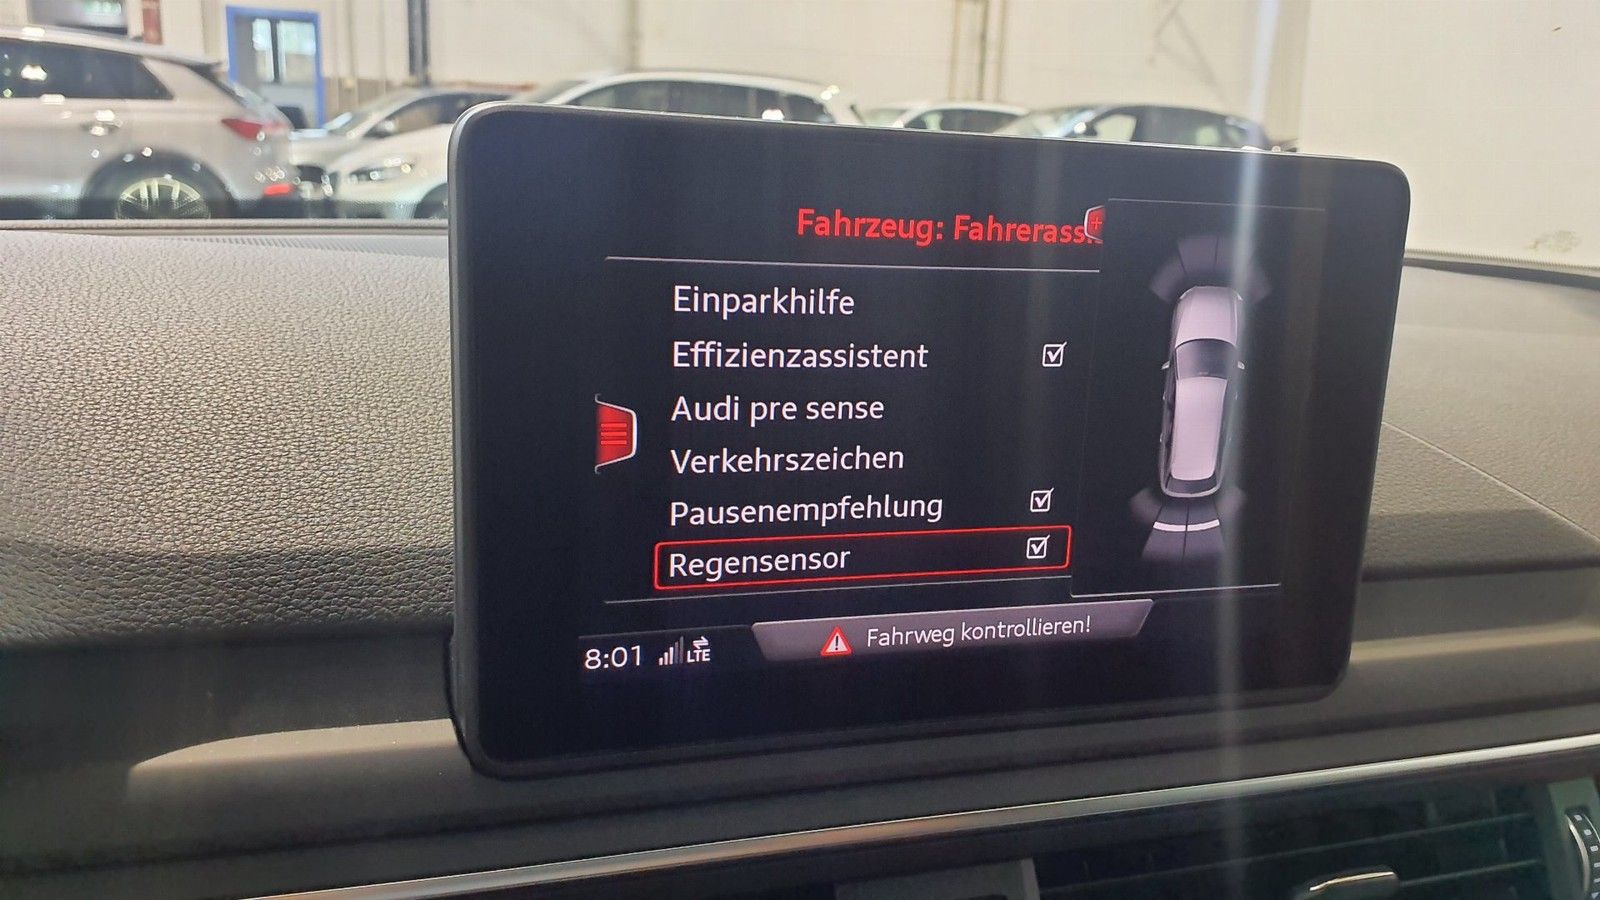 Fahrzeug: Fahrerass
Einparkhilfe
Effizienzassistent
Audi pre sense
Verkehrszeichen
Pausenempfehlung
Regensensor
8:01 LTE
Fahrweg kontrollieren!